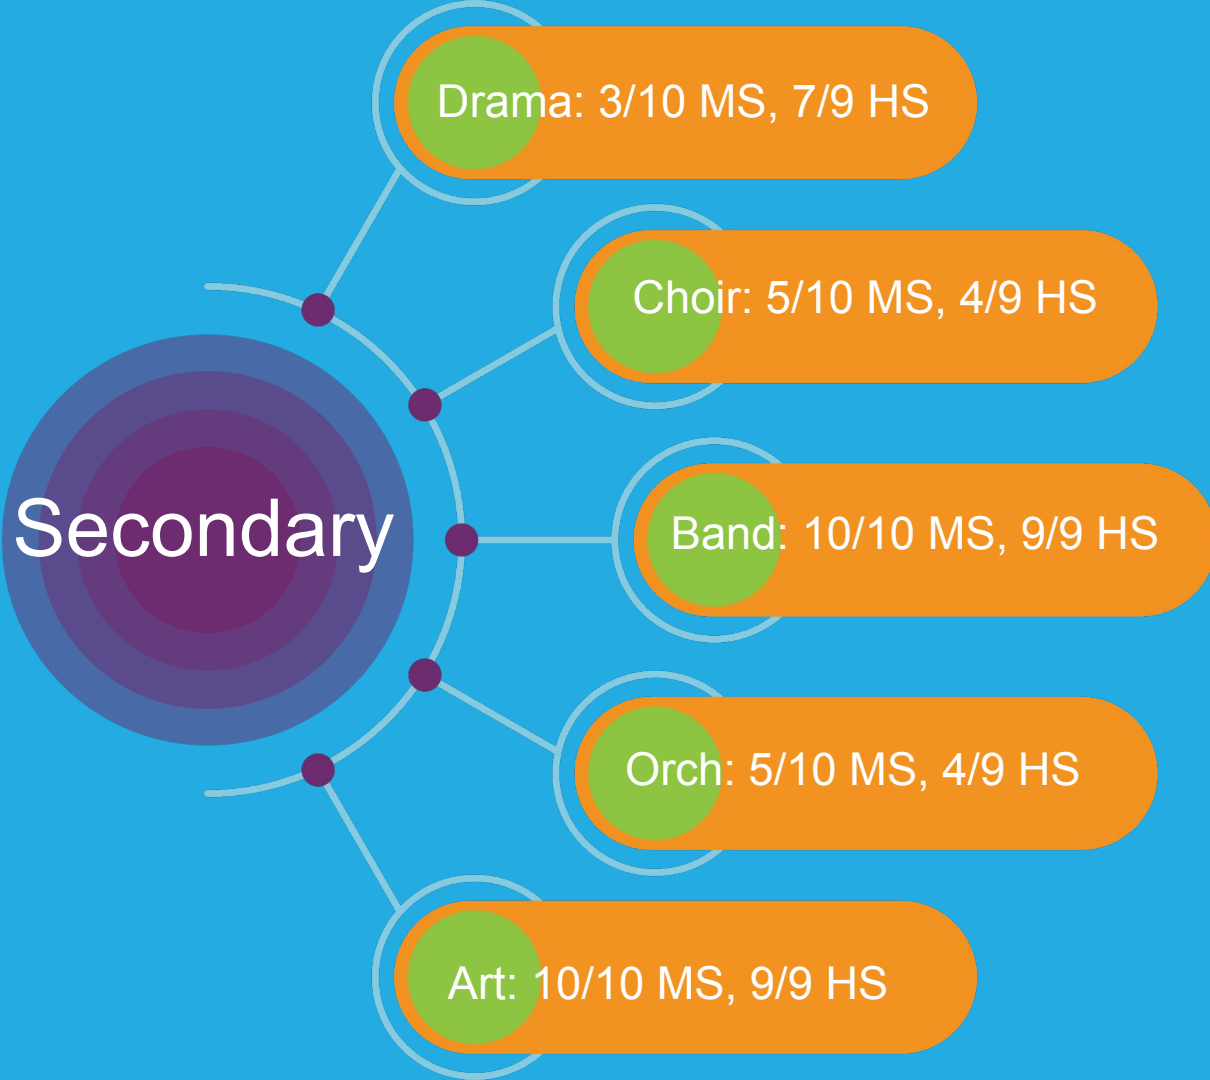 Drama: 3/10 MS, 7/9 HS
Choir: 5/10 MS, 4/9 HS
Secondary
Band: 10/10 MS, 9/9 HS
Orch: 5/10 MS, 4/9 HS
Art: 10/10 MS, 9/9 HS